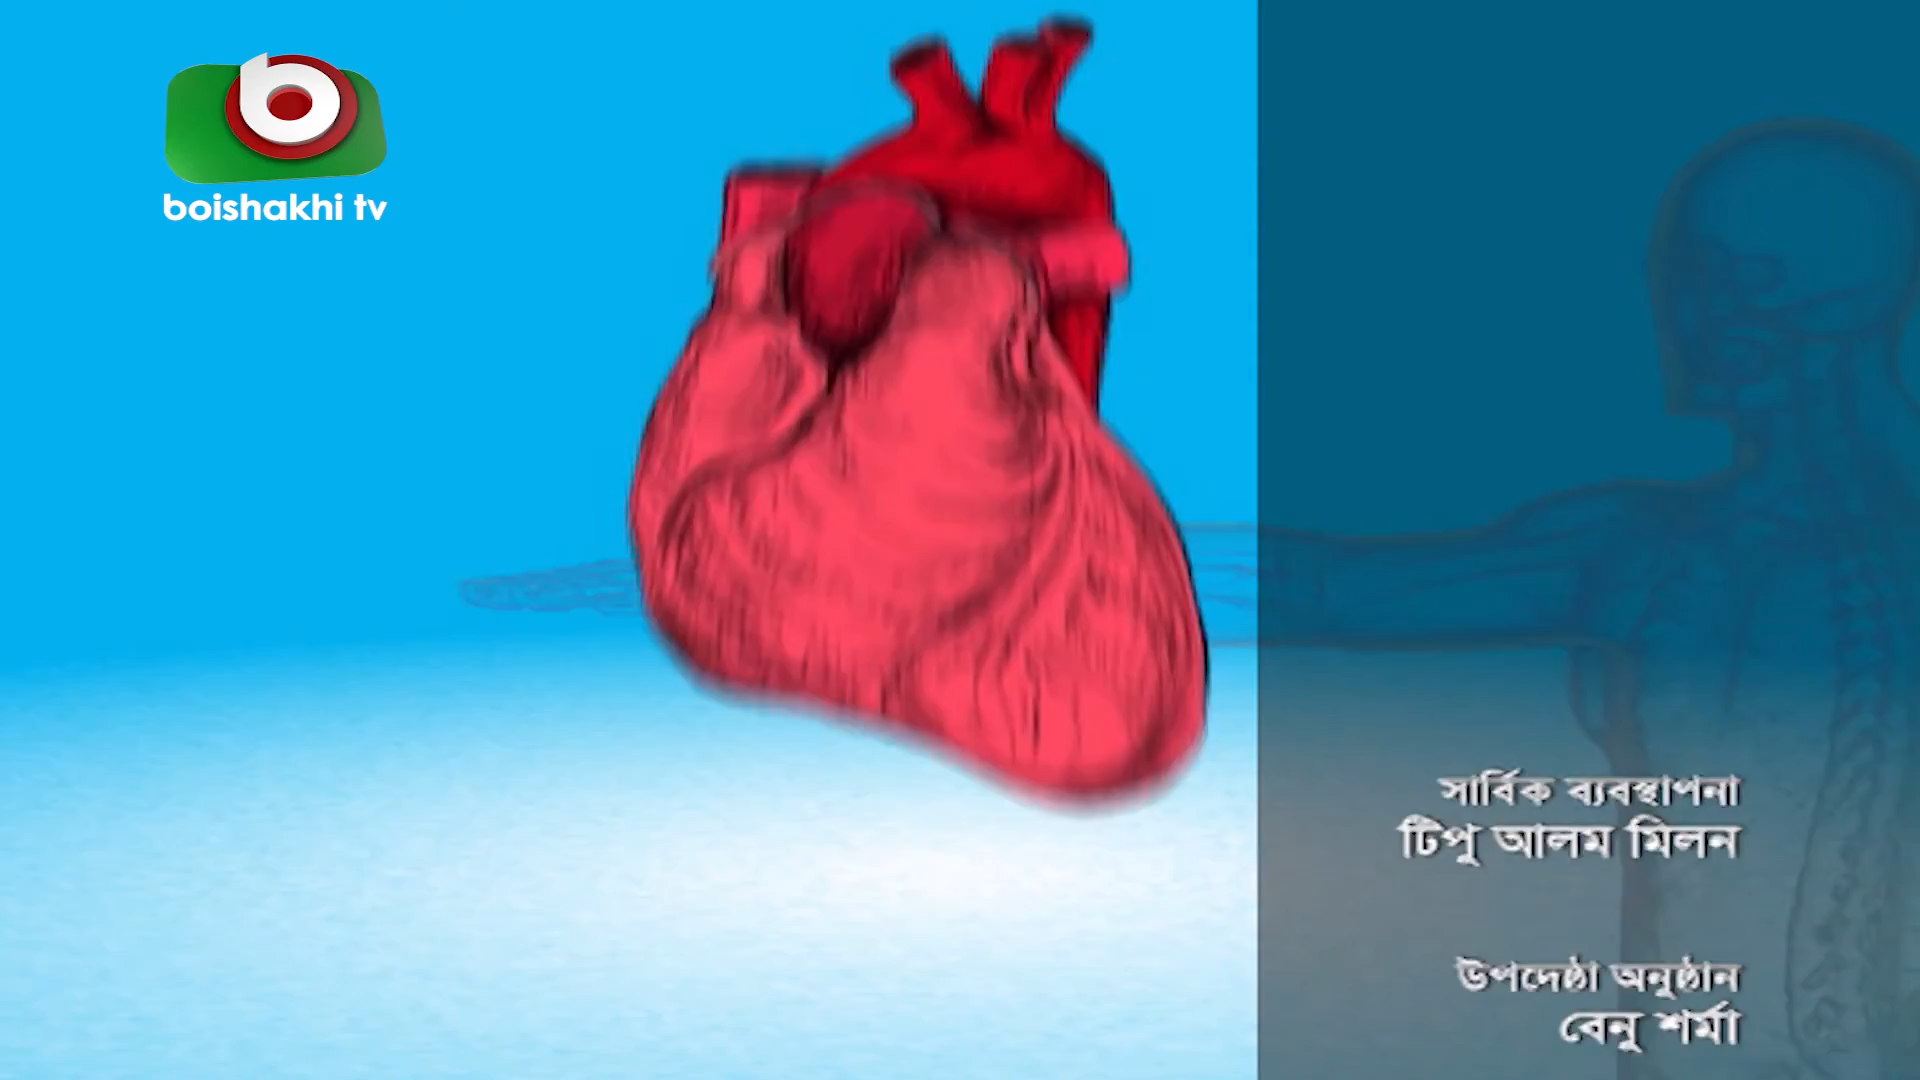 boishakhi tv
সার্বিক ব্যবস্থাপনা
টিপু আলম মিলন
উপদেষ্ঠা অনুষ্ঠান
বেনু শর্মা